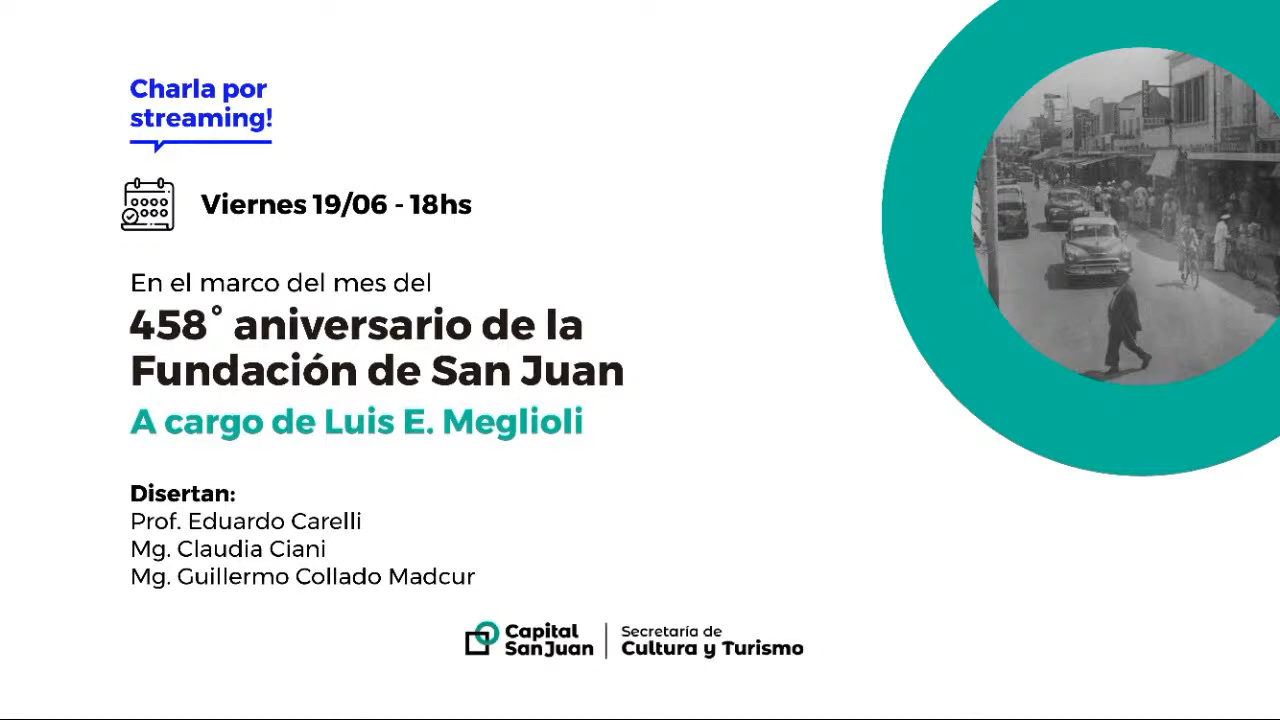 Charla por
streaming!
Viernes 19/06 - 18hs
En el marco del mes del
458° aniversario de la
Fundación de San Juan
A cargo de Luis E. Meglioli
Disertan:
Prof. Eduardo Carelli
Mg. Claudia Ciani
Mg. Guillermo Collado Madcur
Capital
San Juan
Secretaría de
Cultura y Turismo